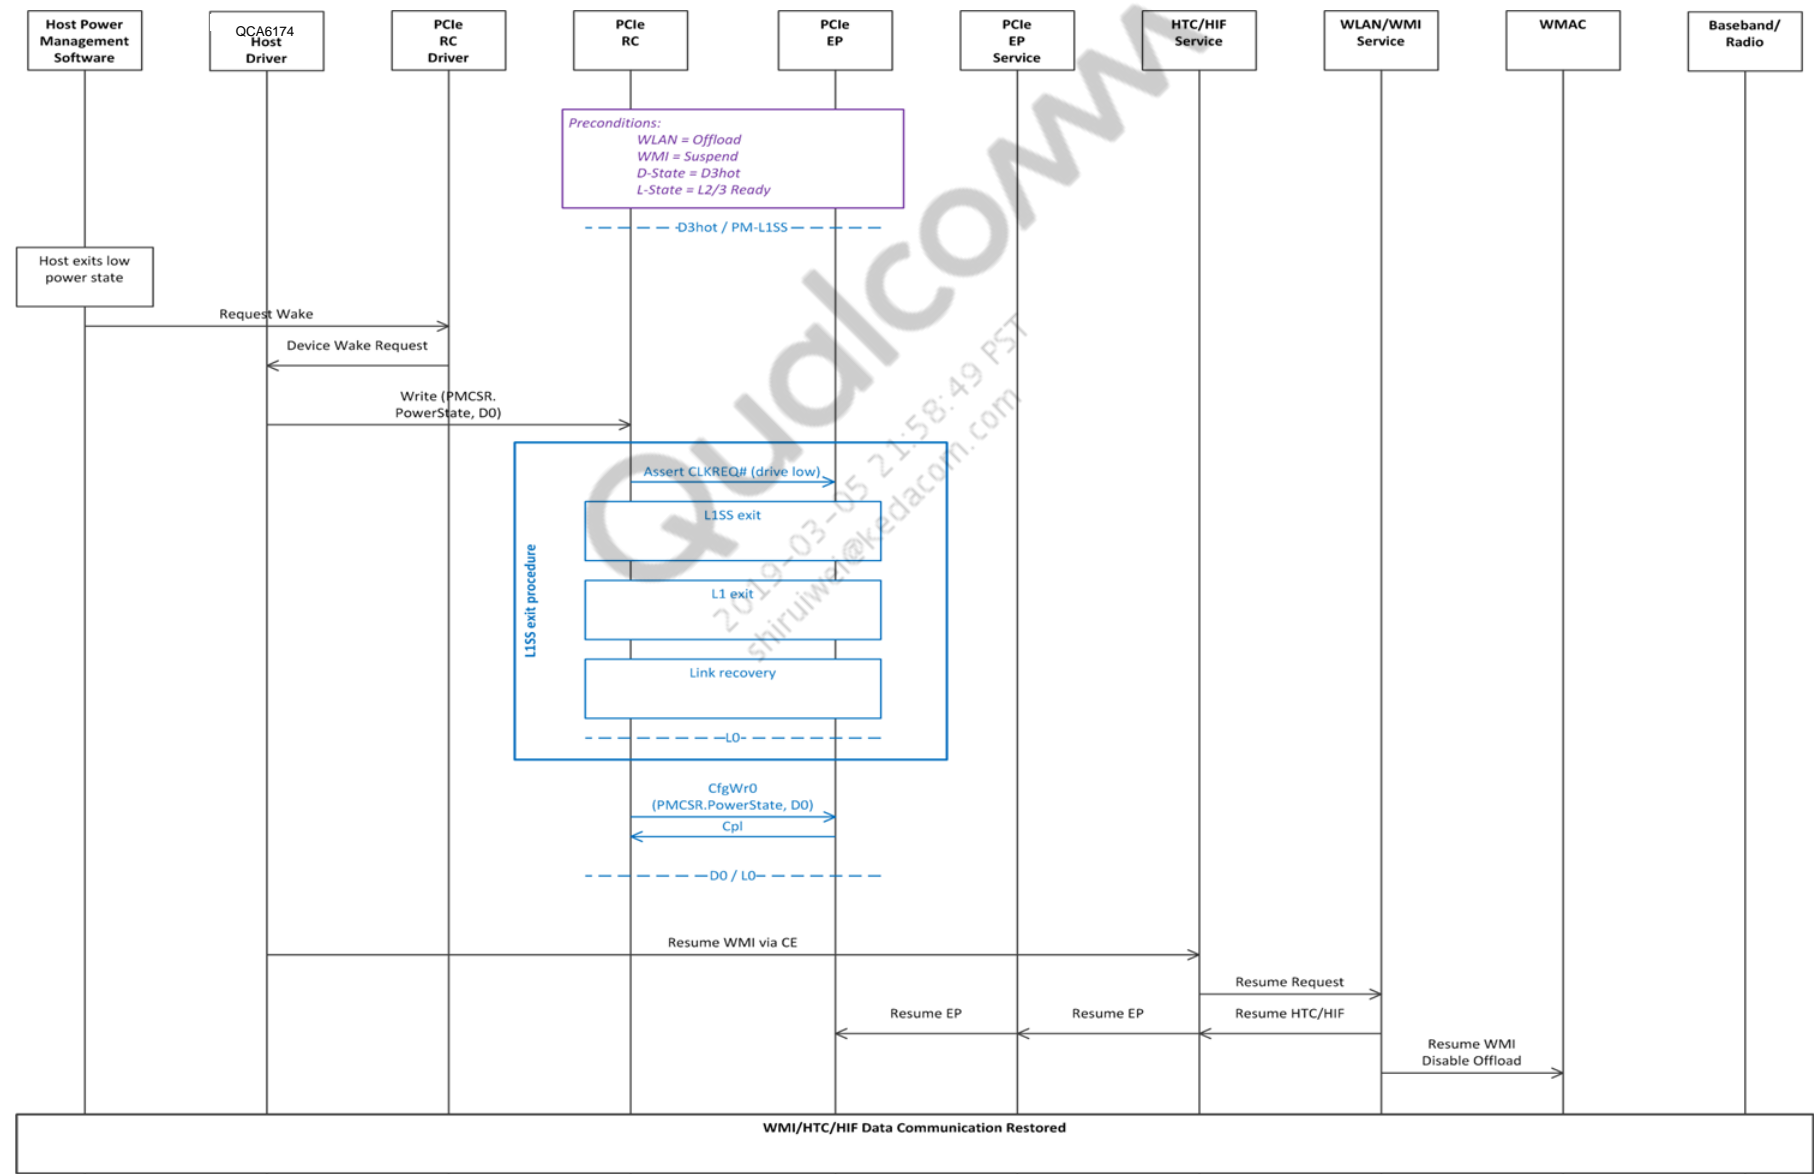 Host Power
Management
Software
QCA6174
Host
Driver
PCIe
RC
Driver
PCIe
RC
PCIe
EP
PCIe
EP
Service
HTC/HIF
Service
WLAN/WMI
Service
WMAC
Baseband/
Radio
Preconditions:
WLAN = Offload
WMI = Suspend
D-State = D3hot
L-State = L2/3 Ready
D3hot / PM-L1SS
Host exits low
power state
Request Wake
Device Wake Request
Write (PMCSR.
PowerState, D0)
L1SS exit procedure
Assert CLKREQ# (drive low)
L1SS exit
L1 exit
Link recovery
L0
CfgWr0
(PMCSR.PowerState, D0)
Cpl
D0 / L0
Resume WMI via CE
Resume Request
Resume EP
Resume EP
Resume HTC/HIF
Resume WMI
Disable Offload
WMI/HTC/HIF Data Communication Restored
Qualcomm
2019-03-05 21:58:49 PST
shiruiwei@kedacom.com